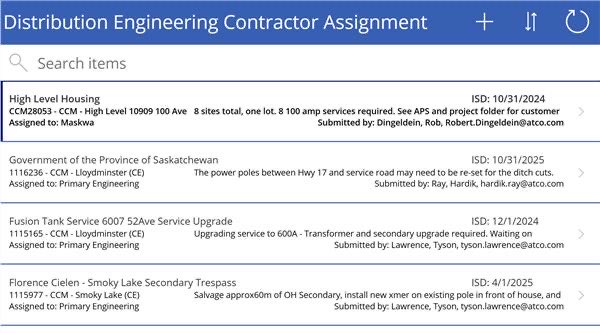 Distribution Engineering Contractor Assignment
Search items
High Level Housing ISD: 10/31/2024
CCM28053 - CCM - High Level 10909 100 Ave 8 sites total, one lot. 8 100 amp services required. See APS and project folder for customer
Assigned to: Maskwa Submitted by: Dingeldein, Rob, Robert.Dingeldein@atco.com
Government of the Province of Saskatchewan ISD: 10/31/2025
1116236 - CCM - Lloydminster (CE) The power poles between Hwy 17 and service road may need to be re-set for the ditch cuts.
Assigned to: Primary Engineering Submitted by: Ray, Hardik, hardik.ray@atco.com
Fusion Tank Service 6007 52Ave Service Upgrade ISD: 12/1/2024
1115165 - CCM - Lloydminster (CE) Upgrading service to 600A - Transformer and secondary upgrade required. Waiting on
Assigned to: Primary Engineering Submitted by: Lawrence, Tyson, tyson.lawrence@atco.com
Florence Cielen - Smoky Lake Secondary Trespass ISD: 4/1/2025
1115977 - CCM - Smoky Lake (CE) Salvage approx60m of OH Secondary, install new xmer on existing pole in front of house, and
Assigned to: Primary Engineering Submitted by: Lawrence, Tyson, tyson.lawrence@atco.com